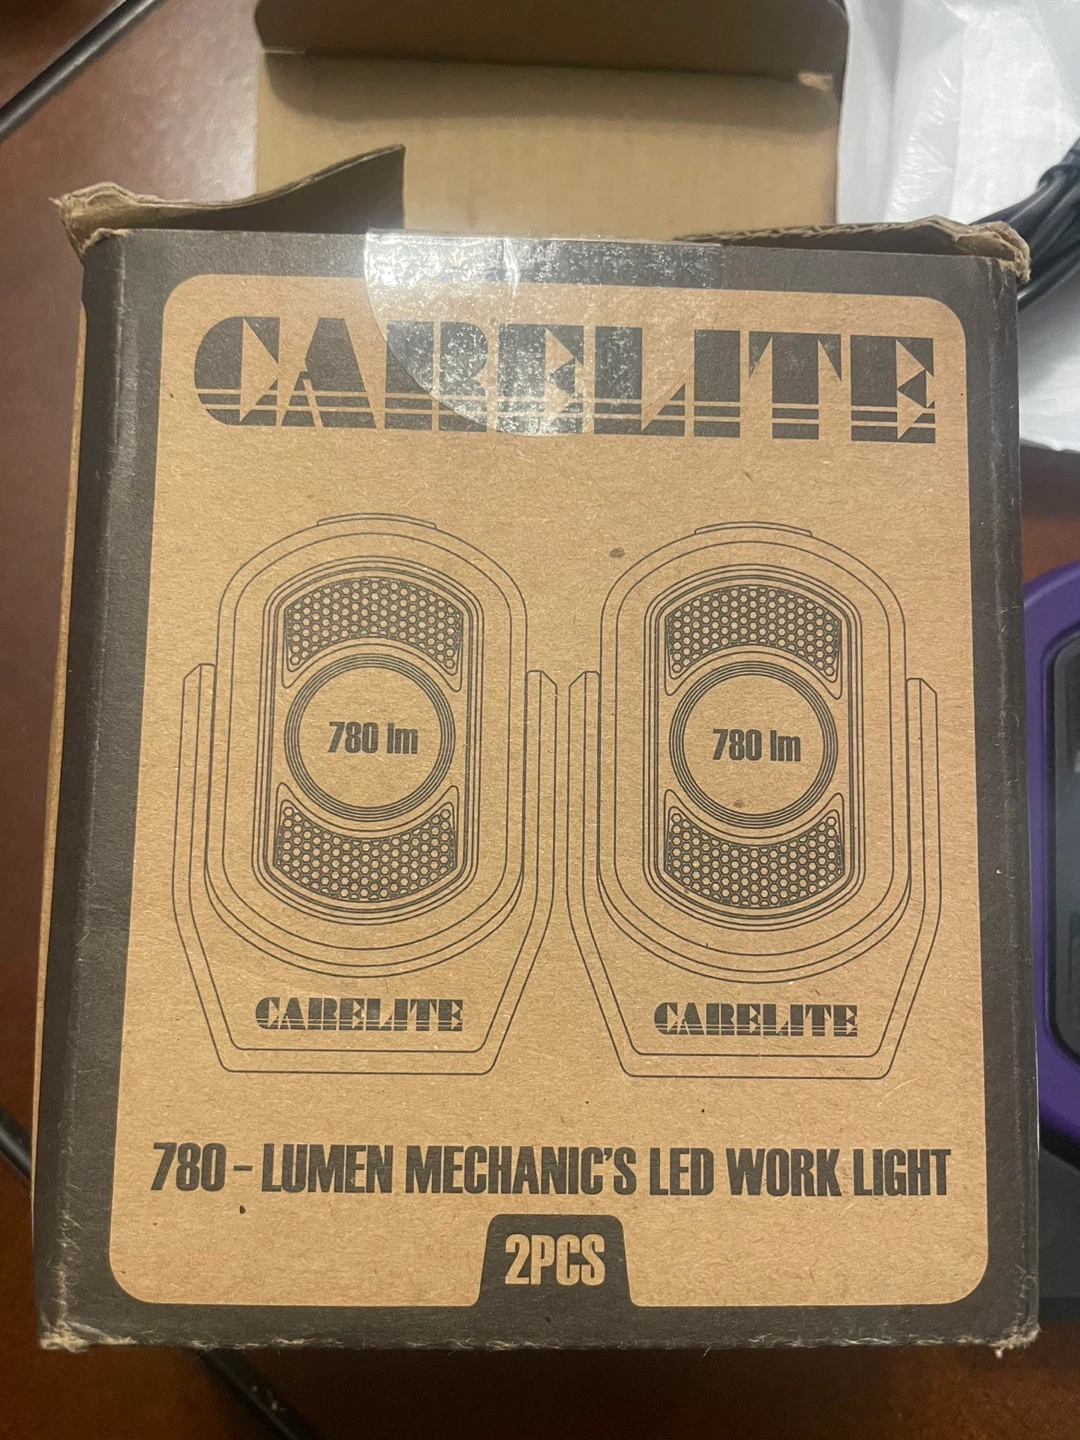 CARELITE
780 lm
780 lm
CARELITE
CARELITE
780 - LUMEN MECHANIC'S LED WORK LIGHT
2PCS